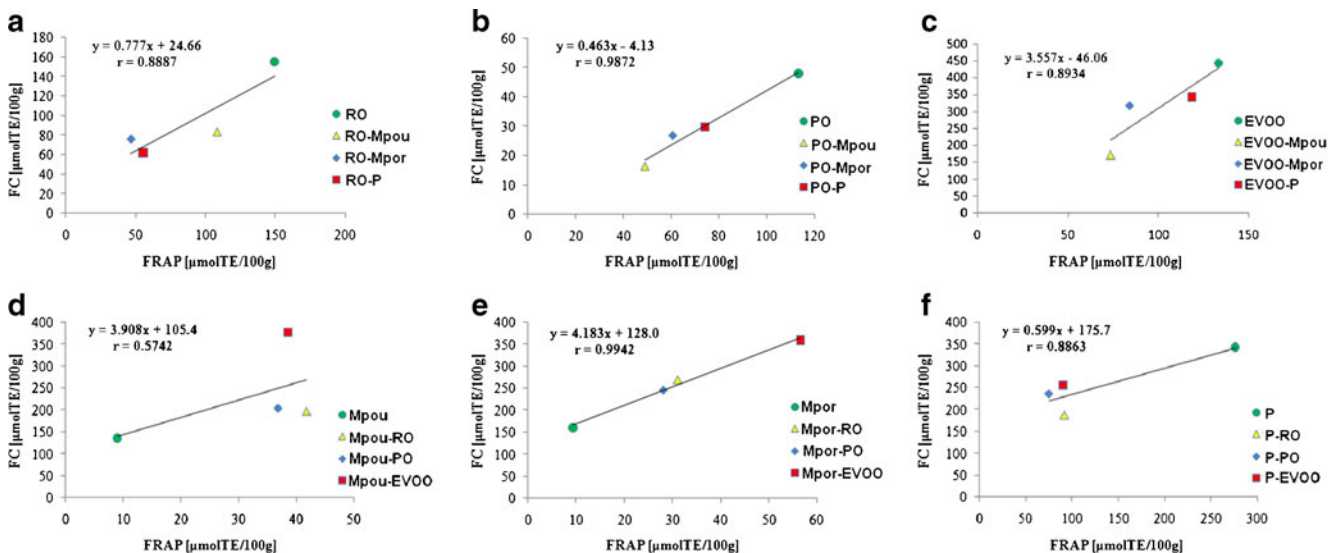 a
y = 0.777x + 24.66
r = 0.8887
FC [µmolTE/100g]
180
160
140
120
100
80
60
40
20
0
0 50 100 150 200
FRAP [µmolTE/100g]
RO
RO-Mpou
RO-Mpor
RO-P
b
y = 0.463x - 4.13
r = 0.9872
FC [µmolTE/100g]
60
50
40
30
20
10
0
0 20 40 60 80 100 120
FRAP [µmolTE/100g]
PO
PO-Mpou
PO-Mpor
PO-P
c
y = 3.557x - 46.06
r = 0.8934
FC [µmolTE/100g]
500
450
400
350
300
250
200
150
100
50
0
0 50 100 150
FRAP [µmolTE/100g]
EVOO
EVOO-Mpou
EVOO-Mpor
EVOO-P
d
y = 3.908x + 105.4
r = 0.5742
FC [µmolTE/100g]
400
350
300
250
200
150
100
50
0
0 10 20 30 40 50
FRAP [µmolTE/100g]
Mpou
Mpou-RO
Mpou-PO
Mpou-EVOO
e
y = 4.183x + 128.0
r = 0.9942
FC [µmolTE/100g]
400
350
300
250
200
150
100
50
0
0 10 20 30 40 50 60
FRAP [µmolTE/100g]
Mpor
Mpor-RO
Mpor-PO
Mpor-EVOO
f
y = 0.599x + 175.7
r = 0.8863
FC [µmolTE/100g]
400
350
300
250
200
150
100
50
0
0 50 100 150 200 250 300
FRAP [µmolTE/100g]
P
P-RO
P-PO
P-EVOO